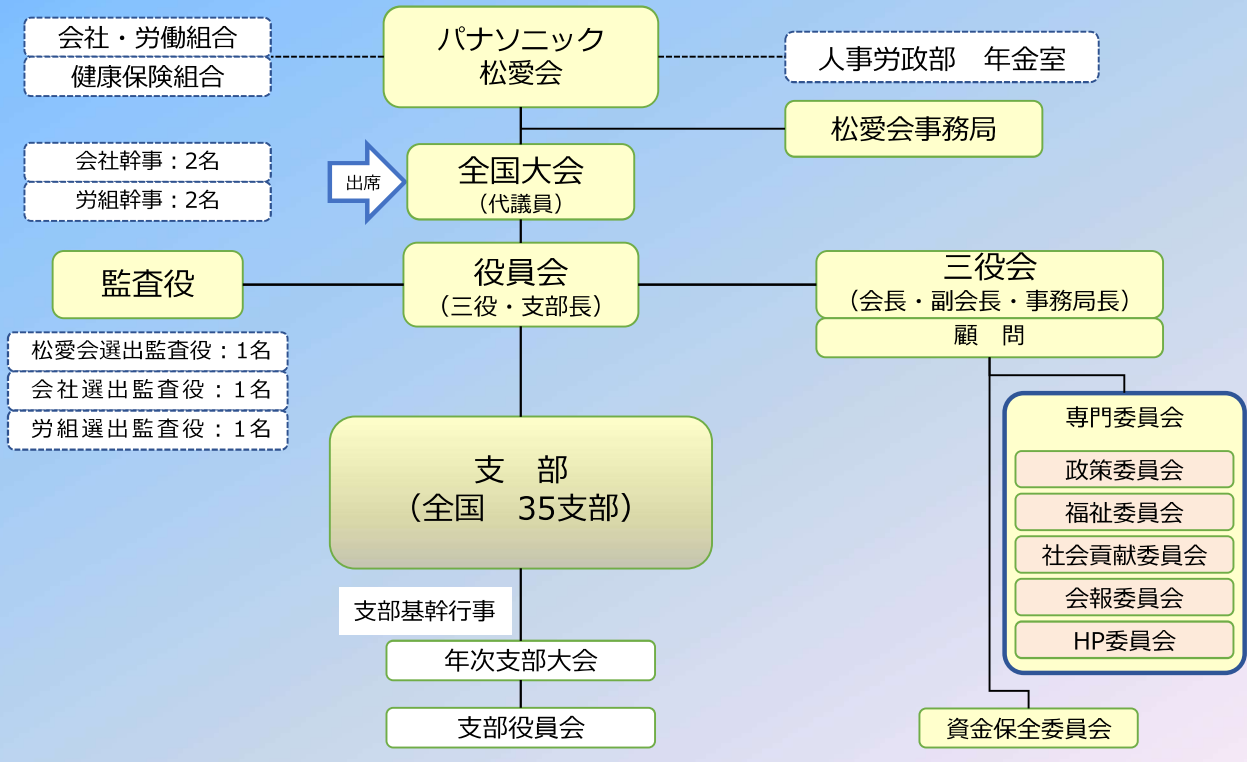 会社・労働組合
健康保険組合
パナソニック
松愛会
人事労政部　年金室
松愛会事務局
会社幹事：2名
労組幹事：2名
出席
全国大会
（代議員）
監査役
役員会
（三役・支部長）
三役会
（会長・副会長・事務局長）
顧　問
松愛会選出監査役：1名
会社選出監査役：1名
労組選出監査役：1名
支　部
（全国　35支部）
専門委員会
政策委員会
福祉委員会
社会貢献委員会
会報委員会
HP委員会
支部基幹行事
年次支部大会
支部役員会
資金保全委員会